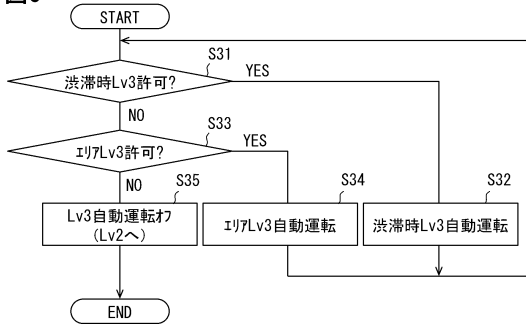 START
S31
渋滞時Lv3許可?
YES
NO
S33
エリアLv3許可?
YES
NO
S35
S34
S32
Lv3自動運転オフ
(Lv2へ)
エリアLv3自動運転
渋滞時Lv3自動運転
END